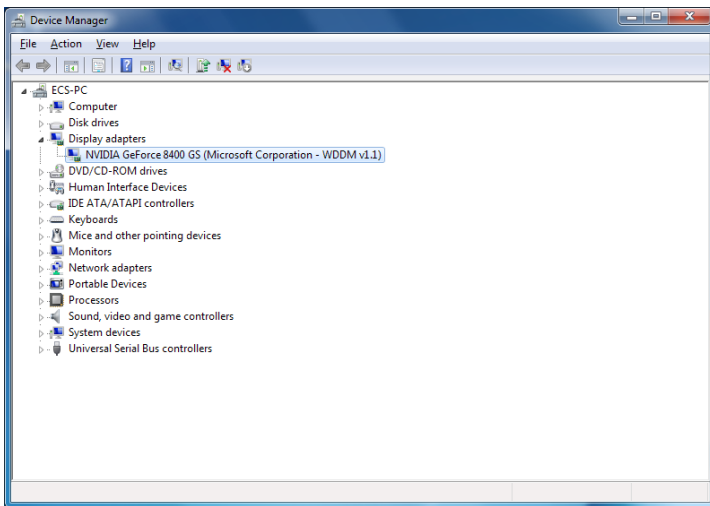 Device Manager
File Action View Help
ECS-PC
Computer
Disk drives
Display adapters
NVIDIA GeForce 8400 GS (Microsoft Corporation - WDDM v1.1)
DVD/CD-ROM drives
Human Interface Devices
IDE ATA/ATAPI controllers
Keyboards
Mice and other pointing devices
Monitors
Network adapters
Portable Devices
Processors
Sound, video and game controllers
System devices
Universal Serial Bus controllers